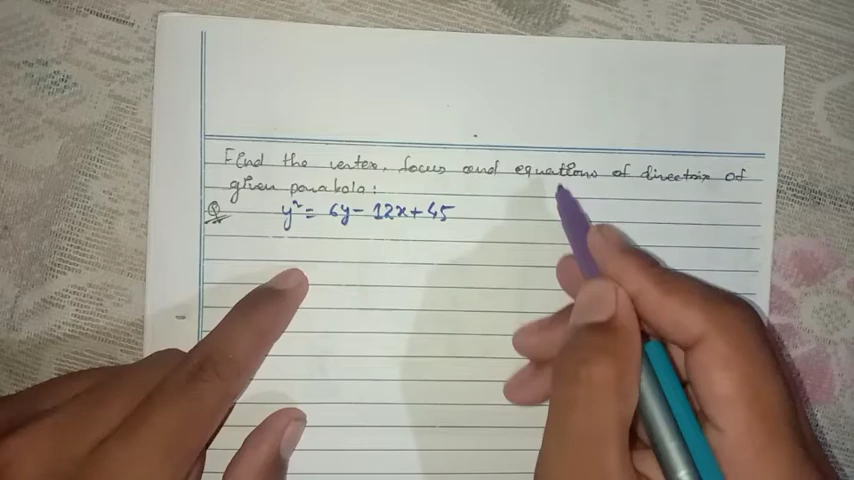 Find the vertex, focus and equations of directrix of
given parabola:
Q y² = 6y - 12x + 45